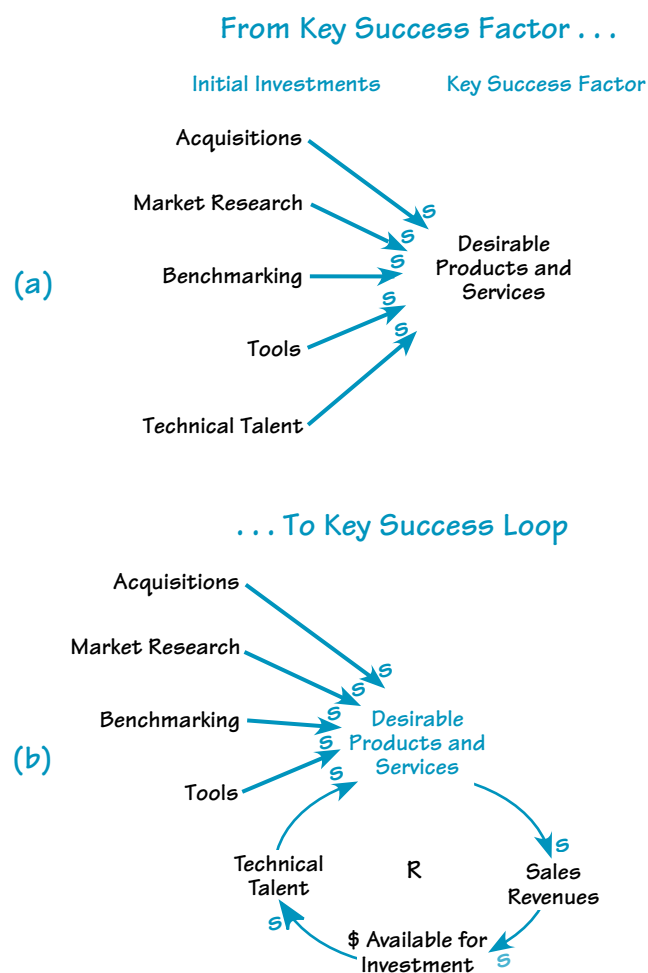 From Key Success Factor . . .
Initial Investments
Key Success Factor
Acquisitions
s
Market Research
s
Desirable
Products and
Services
s
(a)
Benchmarking
s
Tools
s
Technical Talent
. . . To Key Success Loop
Acquisitions
Market Research
s
s
Benchmarking
s
Desirable
Products and
Services
s
(b)
s
Tools
s
Technical
Talent
R
Sales
Revenues
s
$ Available for
Investment
s